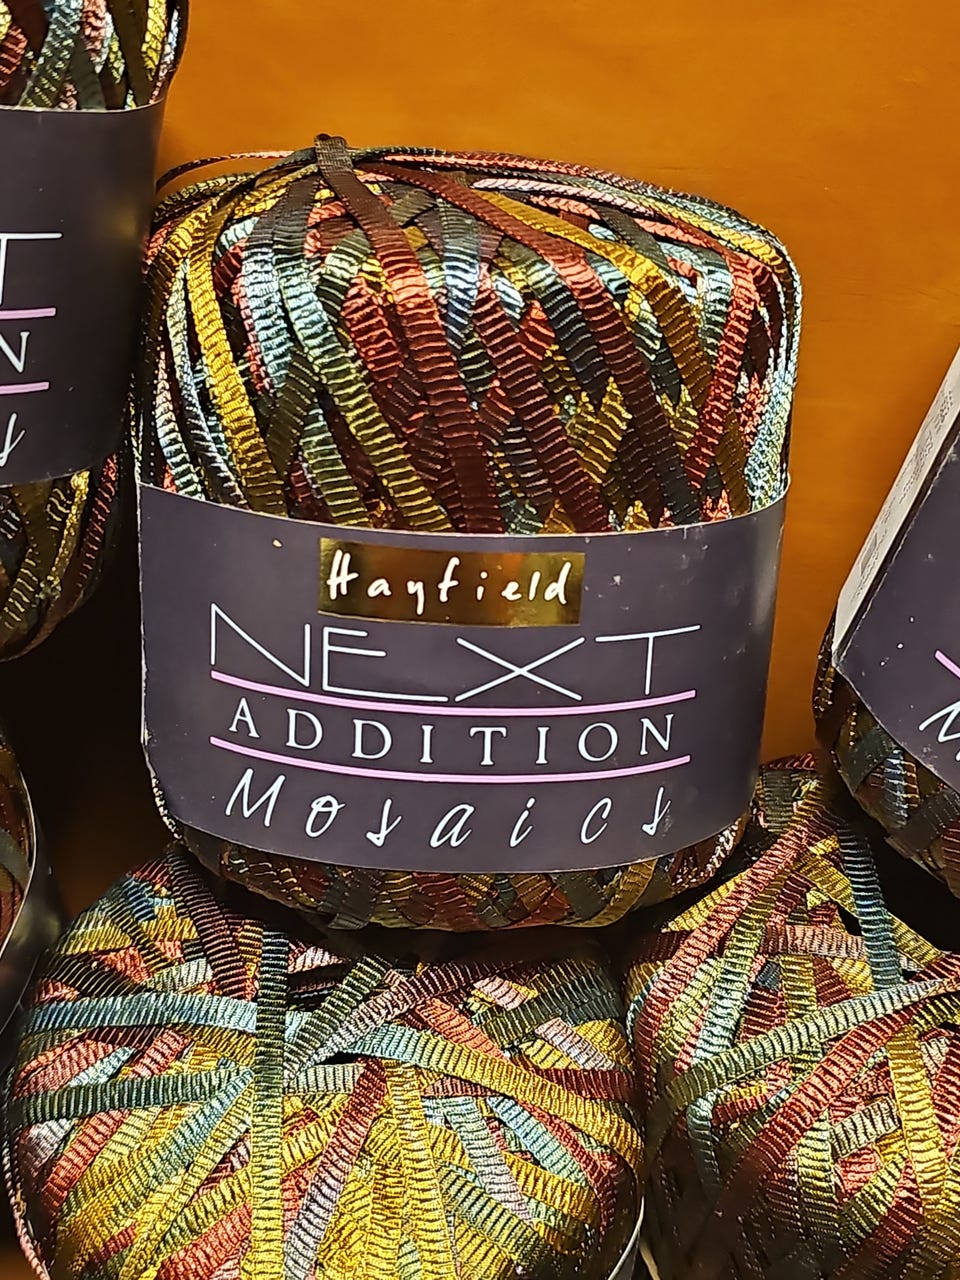 Hayfield
NEXT
ADDITION
Mosaics
T
N
s
M